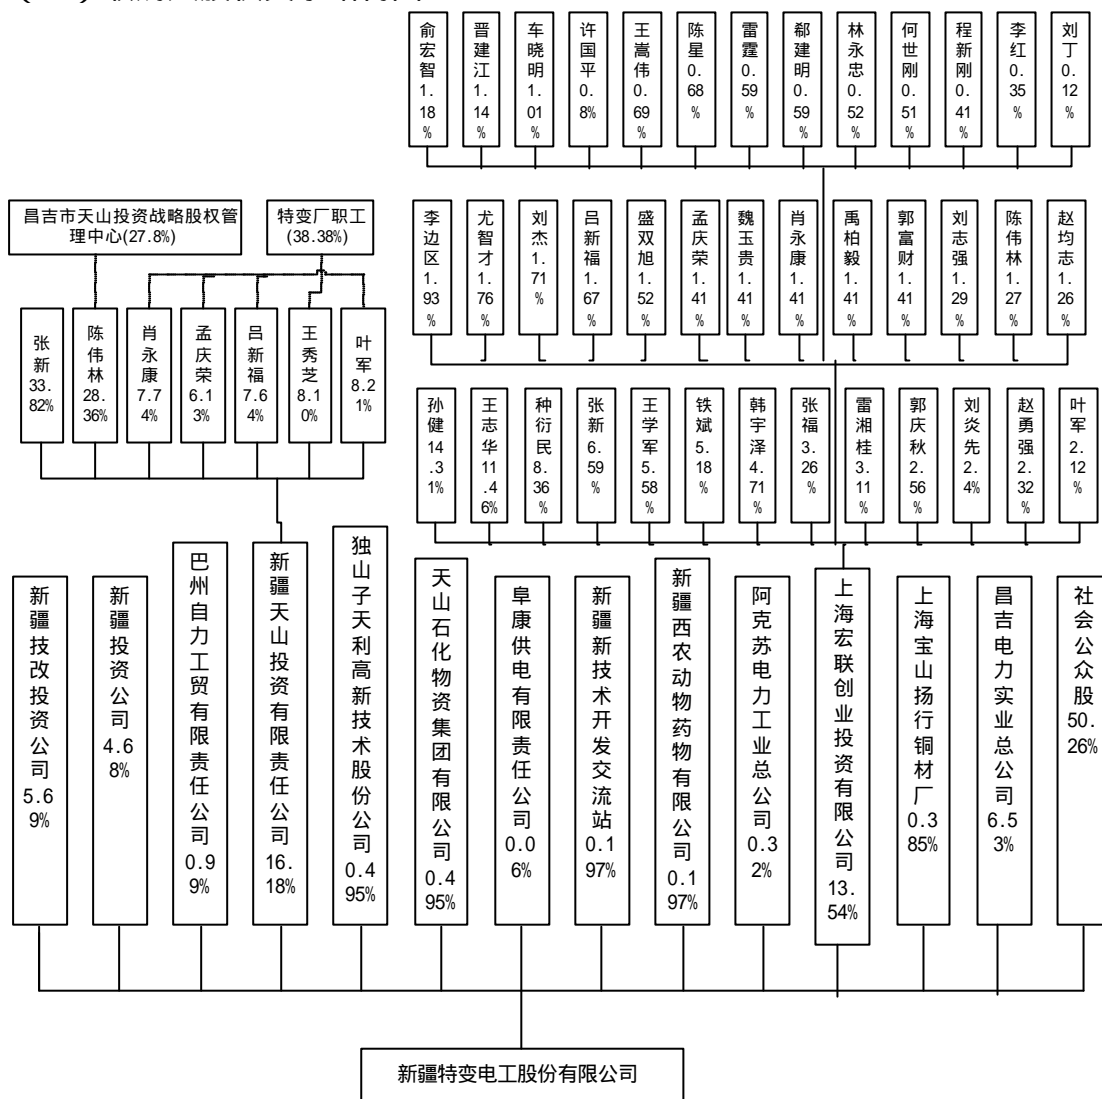 俞宏智1.18%
晋建江1.14%
车晓明1.01%
许国平0.8%
王嵩伟0.69%
陈星0.68%
雷霆0.59%
郗建明0.59%
林永忠0.52%
何世刚0.51%
程新刚0.41%
李红0.35%
刘丁0.12%
昌吉市天山投资战略股权管
理中心(27.8%)
特变厂职工
(38.38%)
李边区1.93%
尤智才1.76%
刘杰1.71%
吕新福1.67%
盛双旭1.52%
孟庆荣1.41%
魏玉贵1.41%
肖永康1.41%
禹柏毅1.41%
郭富财1.41%
刘志强1.29%
陈伟林1.27%
赵均志1.26%
张新33.82%
陈伟林28.36%
肖永康7.74%
孟庆荣6.13%
吕新福7.64%
王秀芝8.10%
叶军8.21%
孙健14.31%
王志华11.46%
种衍民8.36%
张新6.59%
王学军5.58%
铁斌5.18%
韩宇泽4.71%
张福3.26%
雷湘桂3.11%
郭庆秋2.56%
刘炎先2.4%
赵勇强2.32%
叶军2.12%
新疆技改投资公司5.69%
新疆投资公司4.68%
巴州自力工贸有限责任公司0.99%
新疆天山投资有限责任公司16.18%
独山子天利高新技术股份公司0.495%
天山石化物资集团有限公司0.495%
阜康供电有限责任公司0.06%
新疆新技术开发交流站0.197%
新疆西农动物药物有限公司0.197%
阿克苏电力工业总公司0.32%
上海宏联创业投资有限公司13.54%
上海宝山扬行铜材厂0.385%
昌吉电力实业总公司6.53%
社会公众股50.26%
新疆特变电工股份有限公司